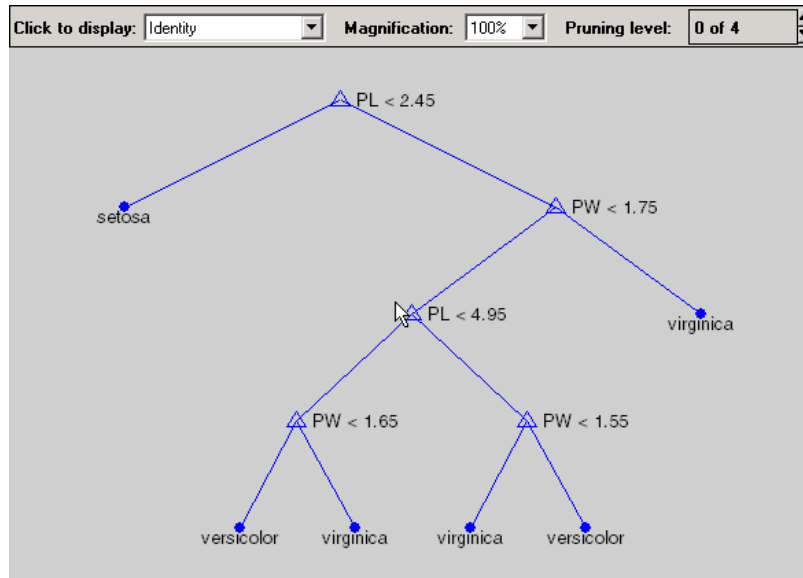 Click to display: Identity Magnification: 100% Pruning level: 0 of 4
PL < 2.45
setosa
PW < 1.75
PL < 4.95
virginica
PW < 1.65
PW < 1.55
versicolor virginica virginica versicolor